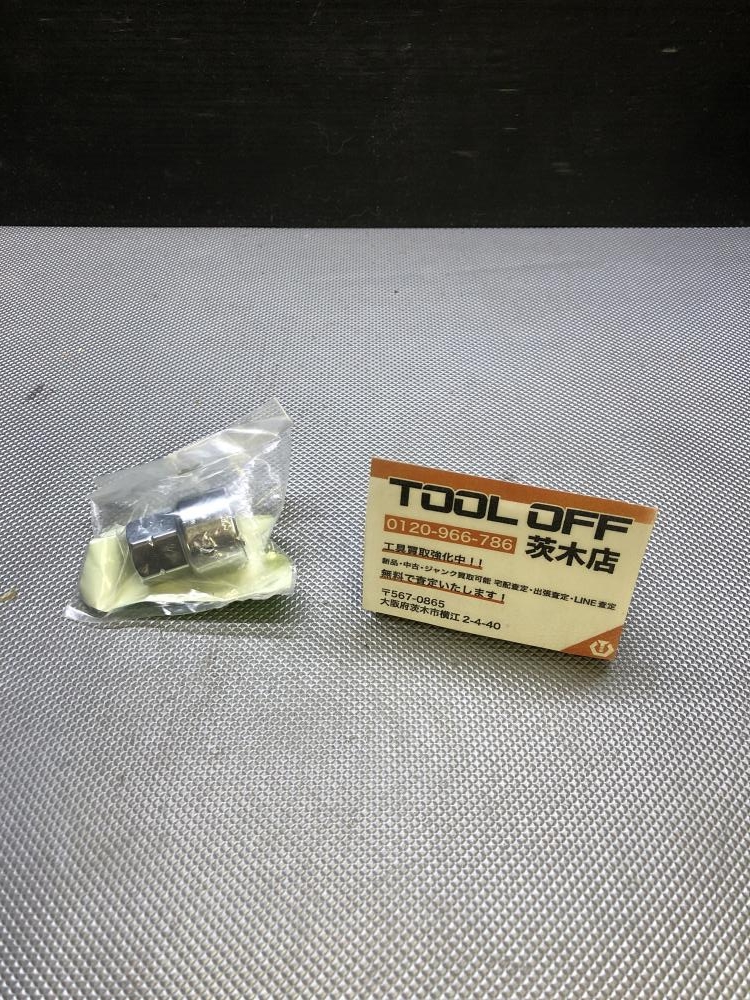 TOOL OFF
0120-966-786 茨木店
工具買取強化中!!
新品・中古・ジャンク買取可能 宅配査定・出張査定・LINE査定
無料で査定いたします!
〒567-0865
大阪府茨木市横江 2-4-40